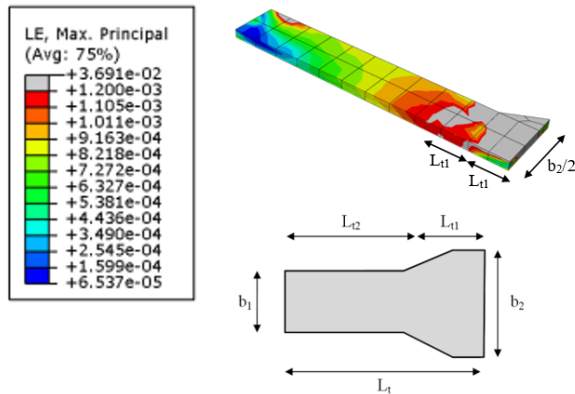 LE, Max. Principal
(Avg: 75%)
+3.691e-02
+1.200e-03
+1.105e-03
+1.011e-03
+9.163e-04
+8.218e-04
+7.272e-04
+6.327e-04
+5.381e-04
+4.436e-04
+3.490e-04
+2.545e-04
+1.599e-04
+6.537e-05
Lt1
Lt1
b2/2
Lt2
Lt1
b1
b2
Lt